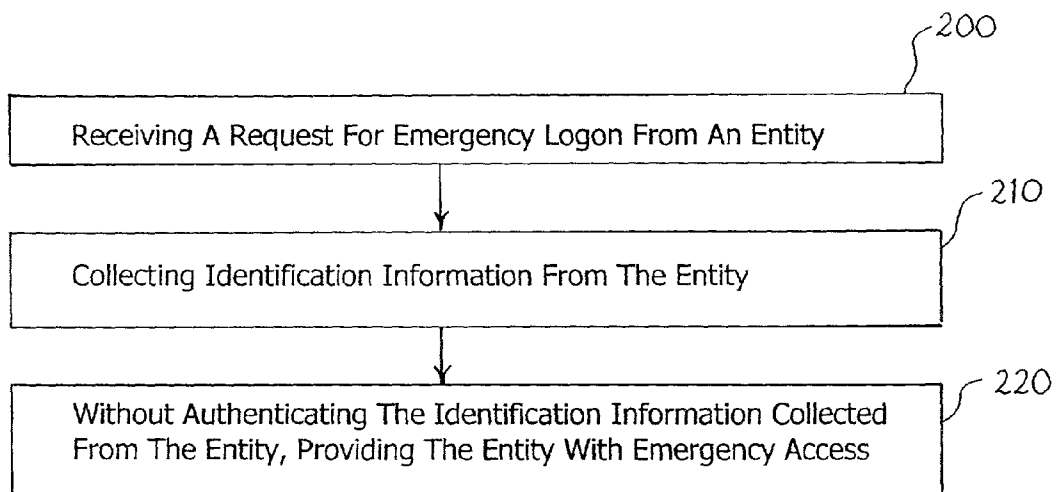 200
Receiving A Request For Emergency Logon From An Entity
210
Collecting Identification Information From The Entity
220
Without Authenticating The Identification Information Collected
From The Entity, Providing The Entity With Emergency Access